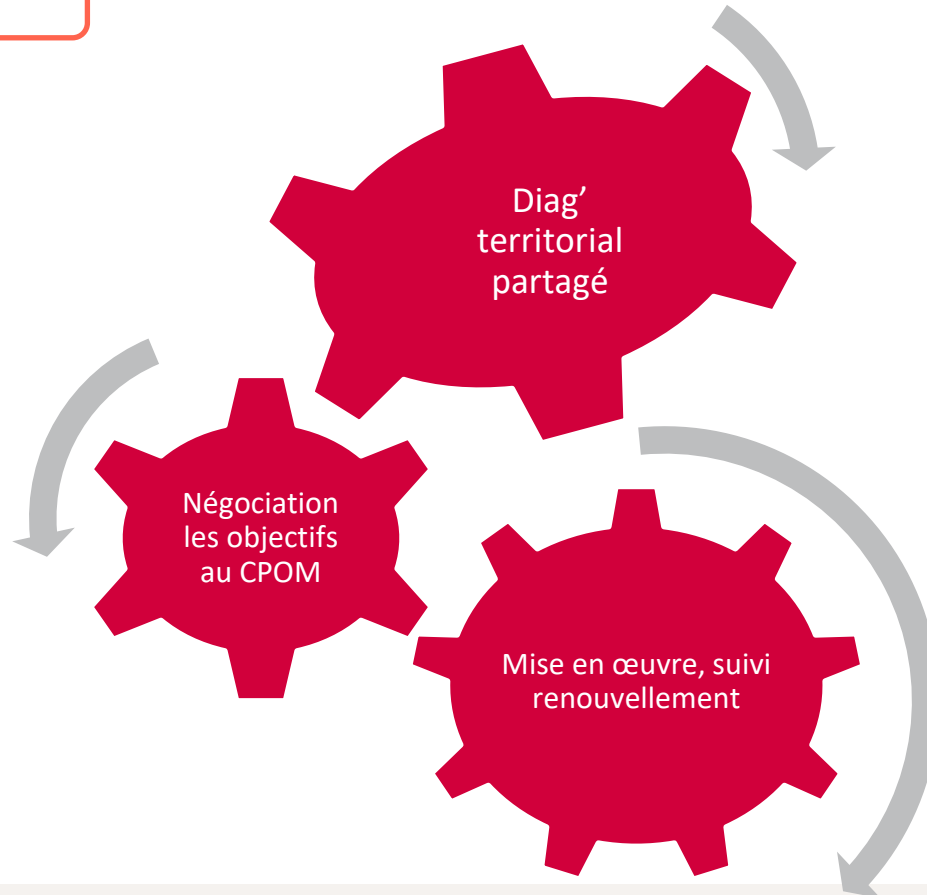 Diag’
territorial
partagé
Négociation
les objectifs
au CPOM
Mise en œuvre, suivi
renouvellement